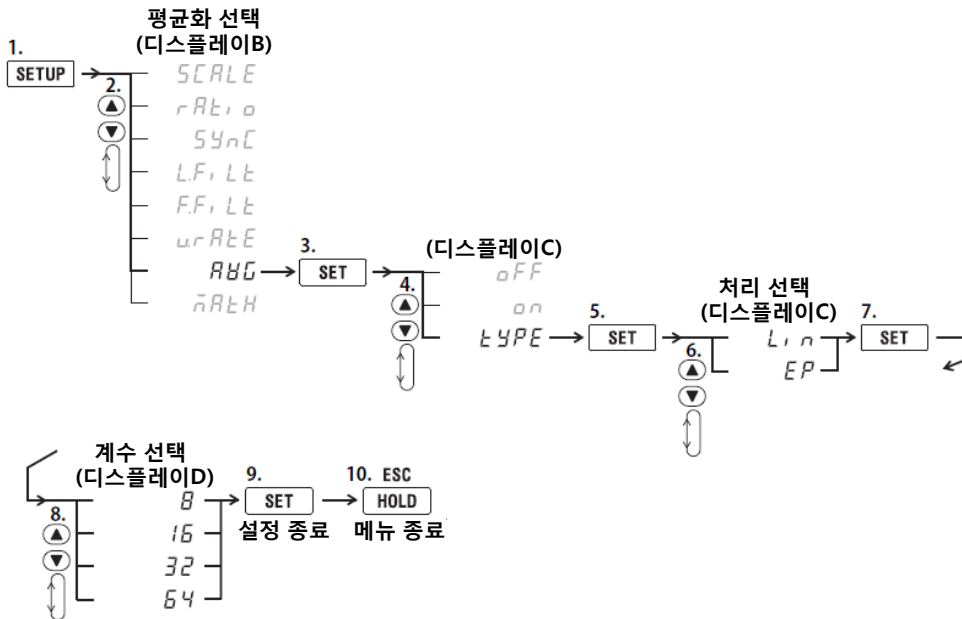 평균화 선택
(디스플레이B)
1.
SETUP
2.
SCALE
rAtio
SYnC
L.FiLt
F.FiLt
u.rAtE
AVG
mAtH
3.
SET
(디스플레이C)
4.
oFF
on
tYPE
5.
SET
처리 선택
(디스플레이C)
6.
Lin
EP
7.
SET
계수 선택
(디스플레이D)
8.
8
16
32
64
9.
SET
설정 종료
10. ESC
HOLD
메뉴 종료